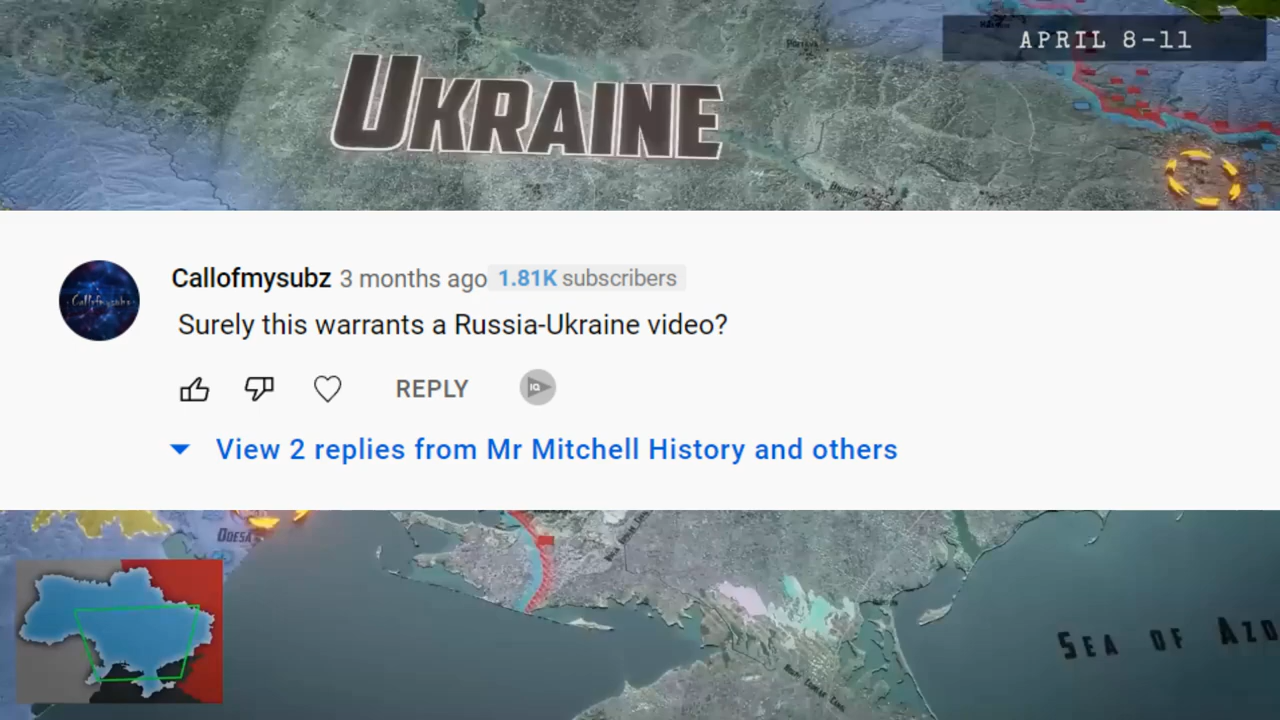 APRIL 8-11
UKRAINE
Callofmysubz 3 months ago 1.81K subscribers
Surely this warrants a Russia-Ukraine video?
REPLY IQ
View 2 replies from Mr Mitchell History and others
ODESA
SEA OF AZO